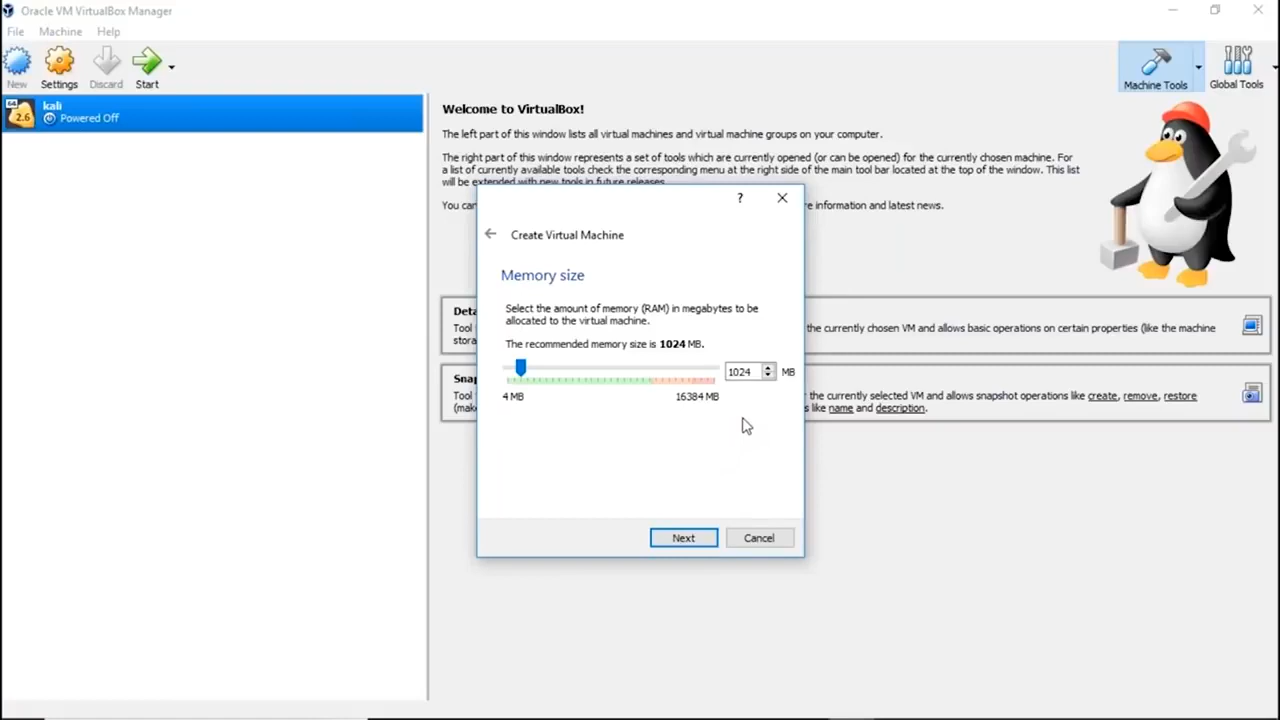 Oracle VM VirtualBox Manager
File Machine Help
New Settings Discard Start
Machine Tools Global Tools
64
2.6
kali
Powered Off
Welcome to VirtualBox!
The left part of this window lists all virtual machines and virtual machine groups on your computer.
The right part of this window represents a set of tools which are currently opened (or can be opened) for the currently chosen machine. For
a list of currently available tools check the corresponding menu at the right side of the main tool bar located at the top of the window. This list
will be extended with new tools in future releases.
You can
e information and latest news.
?
Create Virtual Machine
Memory size
Select the amount of memory (RAM) in megabytes to be
allocated to the virtual machine.
The recommended memory size is 1024 MB.
1024 MB
4 MB 16384 MB
Next Cancel
Deta
Tool
the currently chosen VM and allows basic operations on certain properties (like the machine
stora
Snap
Tool
the currently selected VM and allows snapshot operations like create, remove, restore
(mak
s like name and description.